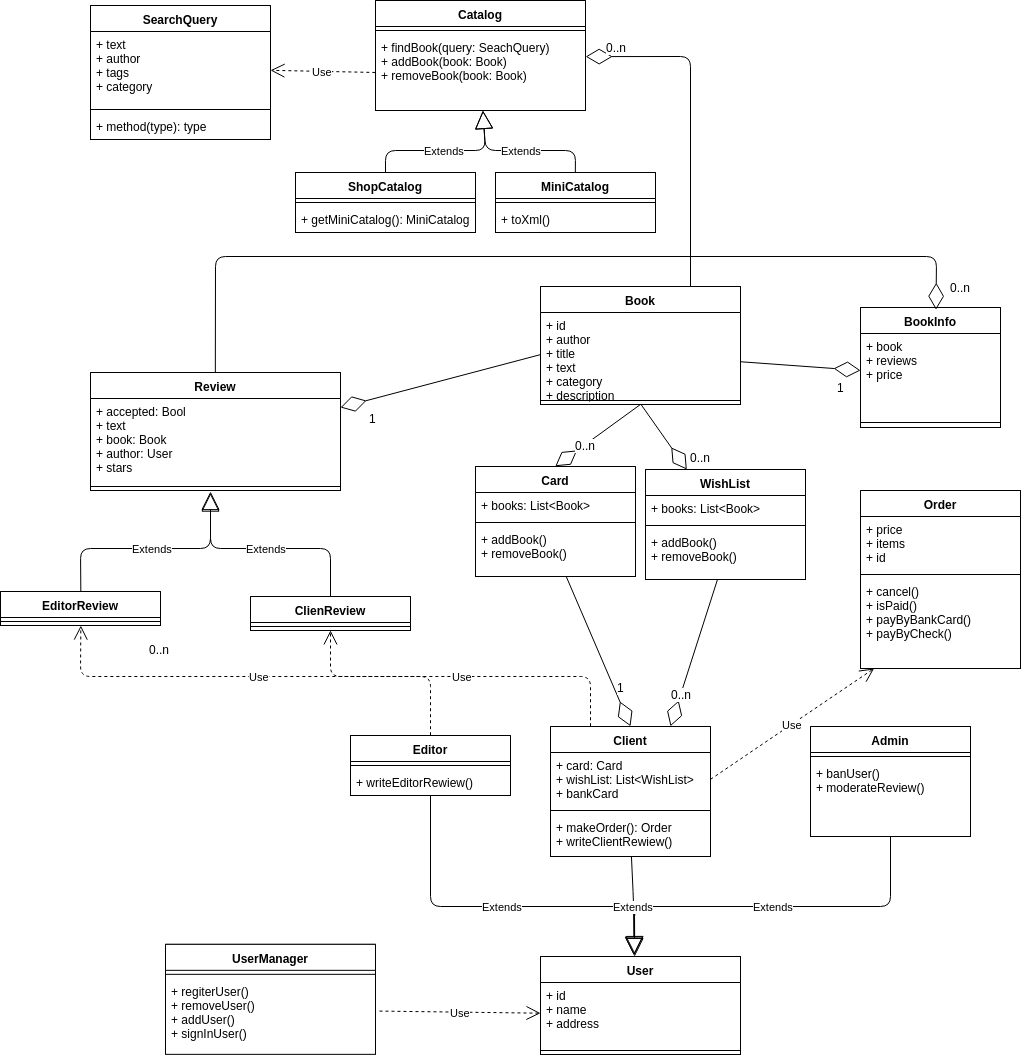 SearchQuery
+ text
+ author
+ tags
+ category
+ method(type): type
Use
Catalog
+ findBook(query: SeachQuery)
+ addBook(book: Book)
+ removeBook(book: Book)
0..n
Extends
Extends
ShopCatalog
+ getMiniCatalog(): MiniCatalog
MiniCatalog
+ toXml()
Book
+ id
+ author
+ title
+ text
+ category
+ description
0..n
BookInfo
+ book
+ reviews
+ price
1
Review
+ accepted: Bool
+ text
+ book: Book
+ author: User
+ stars
1
0..n
0..n
Card
+ books: List<Book>
+ addBook()
+ removeBook()
WishList
+ books: List<Book>
+ addBook()
+ removeBook()
Order
+ price
+ items
+ id
+ cancel()
+ isPaid()
+ payByBankCard()
+ payByCheck()
Extends
Extends
EditorReview
ClienReview
0..n
Use
Use
1
0..n
Use
Editor
+ writeEditorRewiew()
Client
+ card: Card
+ wishList: List<WishList>
+ bankCard
+ makeOrder(): Order
+ writeClientRewiew()
Admin
+ banUser()
+ moderateReview()
Extends
Extends
Extends
UserManager
+ regiterUser()
+ removeUser()
+ addUser()
+ signInUser()
Use
User
+ id
+ name
+ address